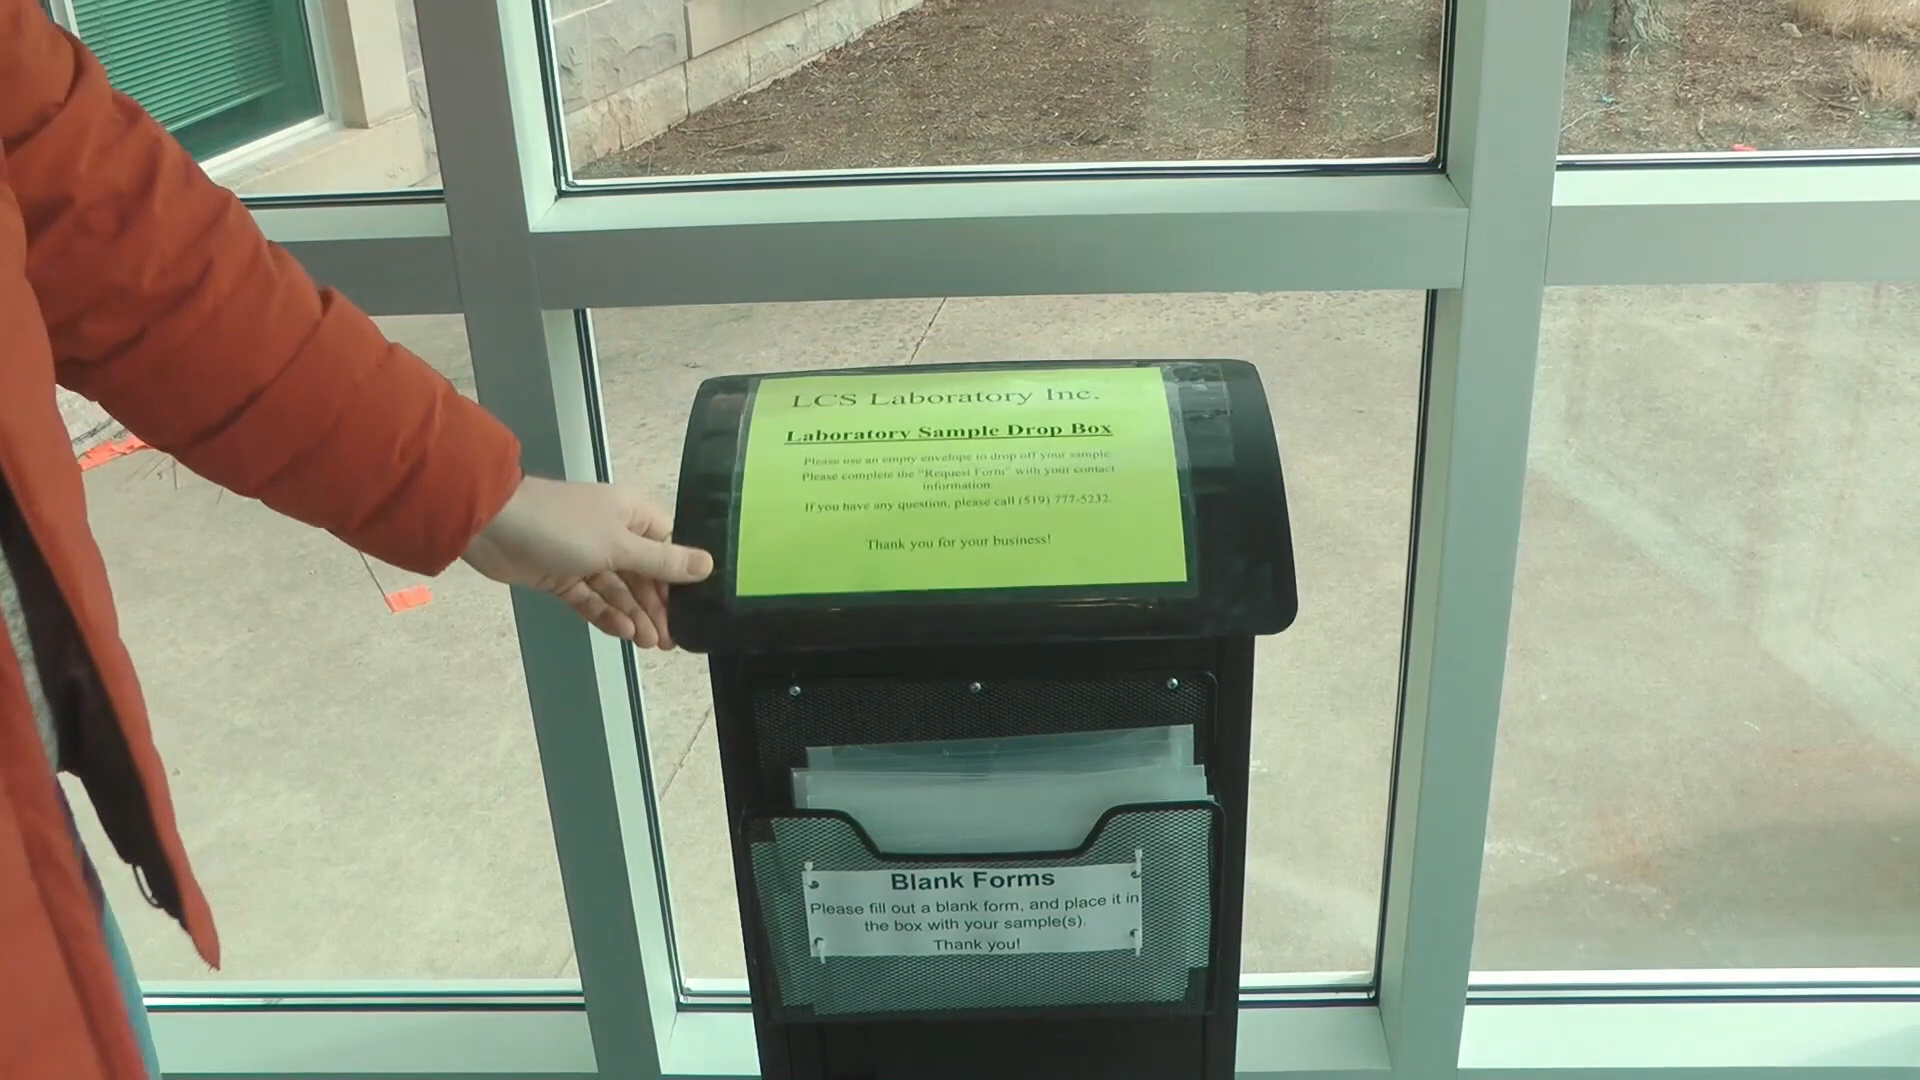 LCS Laboratory Inc.
Laboratory Sample Drop Box
Please use an empty envelope to drop off your sample.
Please complete the "Request Form" with your contact
information.
If you have any question, please call (519) 777-5232.
Thank you for your business!
Blank Forms
Please fill out a blank form, and place it in
the box with your sample(s).
Thank you!